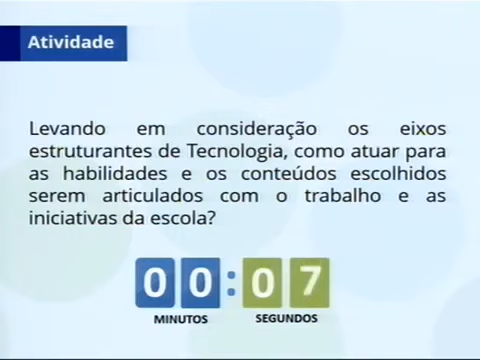 Atividade
Levando em consideração os eixos
estruturantes de Tecnologia, como atuar para
as habilidades e os conteúdos escolhidos
serem articulados com o trabalho e as
iniciativas da escola?
00:07
MINUTOS SEGUNDOS